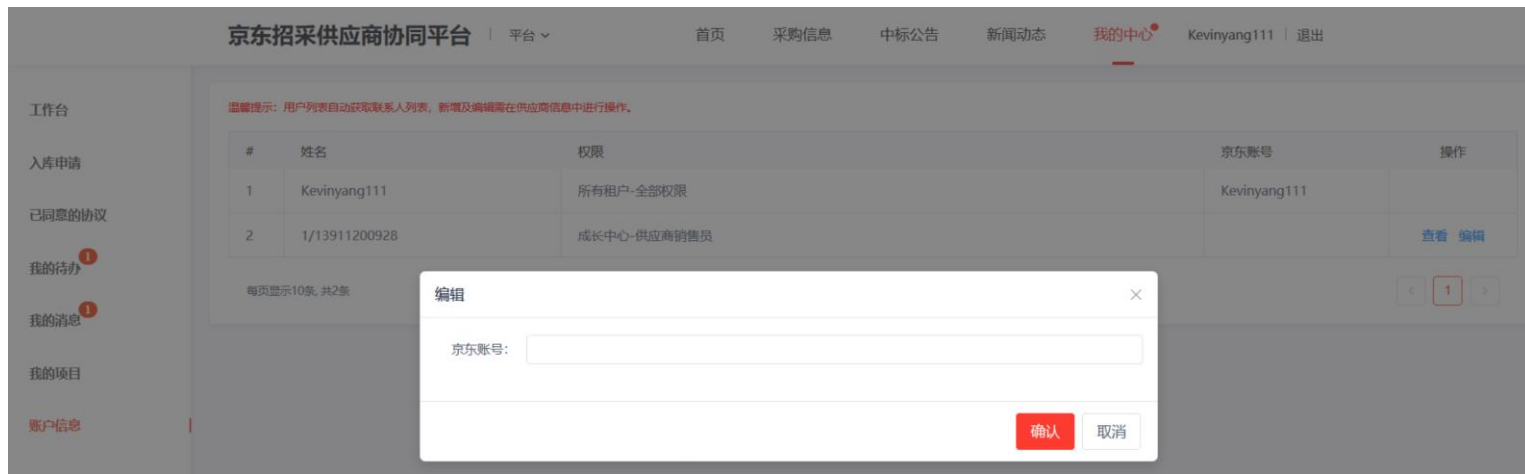 京东招采供应商协同平台 平台 首页 采购信息 中标公告 新闻动态 我的中心 Kevinyang111 退出
工作台
入库申请
已同意的协议
我的待办 1
我的消息 1
我的项目
账户信息
温馨提示：用户列表自动获取联系人列表，新增及编辑需在供应商信息中进行操作。
# 姓名 权限 京东账号 操作
1 Kevinyang111 所有租户-全部权限 Kevinyang111
2 1/13911200928 成长中心-供应商销售员 查看 编辑
每页显示10条, 共2条 < 1 >
编辑 ×
京东账号：
确认 取消